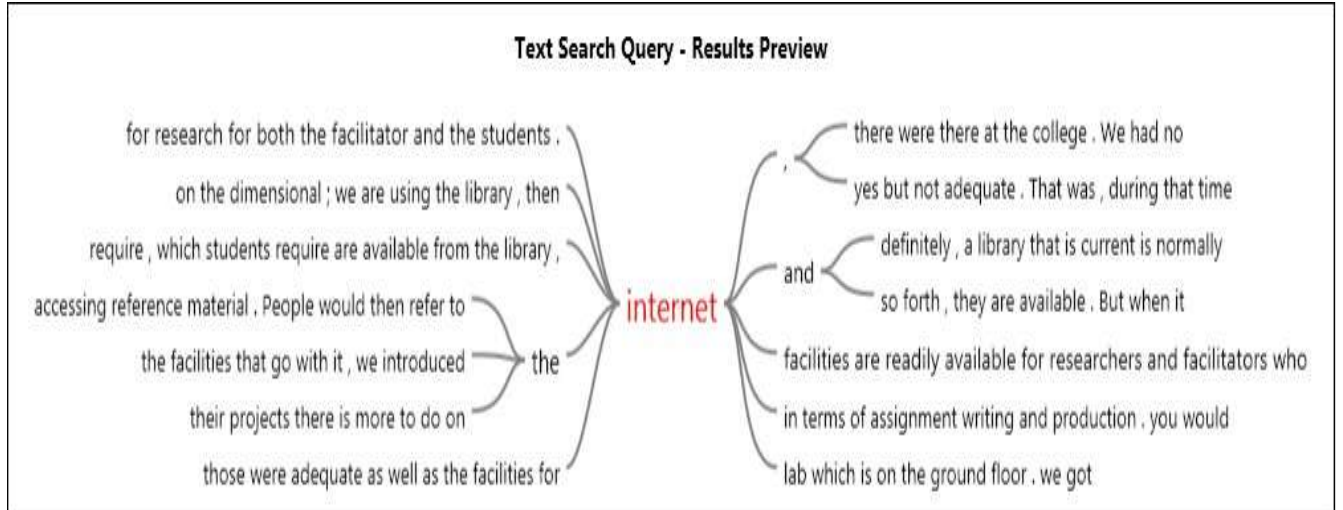 Text Search Query - Results Preview
for research for both the facilitator and the students .
on the dimensional ; we are using the library , then
require , which students require are available from the library ,
accessing reference material . People would then refer to
the facilities that go with it , we introduced
the
their projects there is more to do on
those were adequate as well as the facilities for
internet
,
there were there at the college . We had no
yes but not adequate . That was , during that time
and
definitely , a library that is current is normally
so forth , they are available . But when it
facilities are readily available for researchers and facilitators who
in terms of assignment writing and production . you would
lab which is on the ground floor . we got